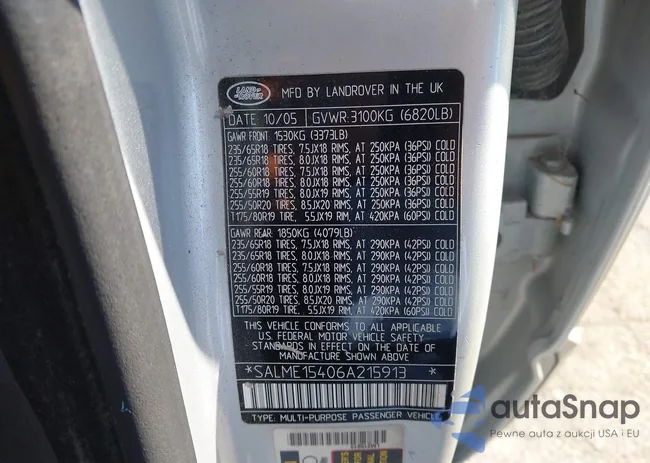 LAND ROVER
MFG BY LANDROVER IN THE UK
DATE 10/05 GVWR:3100KG (6820LB)
GAWR FRONT: 1530KG (3373LB)
235/65R18 TIRES, 7.5JX18 RIMS, AT 250KPA (36PSI) COLD
235/65R18 TIRES, 8.0JX18 RIMS, AT 250KPA (36PSI) COLD
255/60R18 TIRES, 7.5JX18 RIMS, AT 250KPA (36PSI) COLD
255/60R18 TIRES, 8.0JX18 RIMS, AT 250KPA (36PSI) COLD
255/55R19 TIRES, 8.0JX19 RIMS, AT 250KPA (36PSI) COLD
255/50R20 TIRES, 8.5JX20 RIMS, AT 250KPA (36PSI) COLD
T175/80R19 TIRE, 5.5JX19 RIM, AT 420KPA (60PSI) COLD
GAWR REAR: 1850KG (4079LB)
235/65R18 TIRES, 7.5JX18 RIMS, AT 290KPA (42PSI) COLD
235/65R18 TIRES, 8.0JX18 RIMS, AT 290KPA (42PSI) COLD
255/60R18 TIRES, 7.5JX18 RIMS, AT 290KPA (42PSI) COLD
255/60R18 TIRES, 8.0JX18 RIMS, AT 290KPA (42PSI) COLD
255/55R19 TIRES, 8.0JX19 RIMS, AT 290KPA (42PSI) COLD
255/50R20 TIRES, 8.5JX20 RIMS, AT 290KPA (42PSI) COLD
T175/80R19 TIRE, 5.5JX19 RIM, AT 420KPA (60PSI) COLD
THIS VEHICLE CONFORMS TO ALL APPLICABLE
U.S. FEDERAL MOTOR VEHICLE SAFETY
STANDARDS IN EFFECT ON THE DATE OF
MANUFACTURE SHOWN ABOVE
*SALME15406A215913 *
TYPE: MULTI-PURPOSE PASSENGER VEHICLE
autoSnap
Pewne auta z aukcji USA i EU